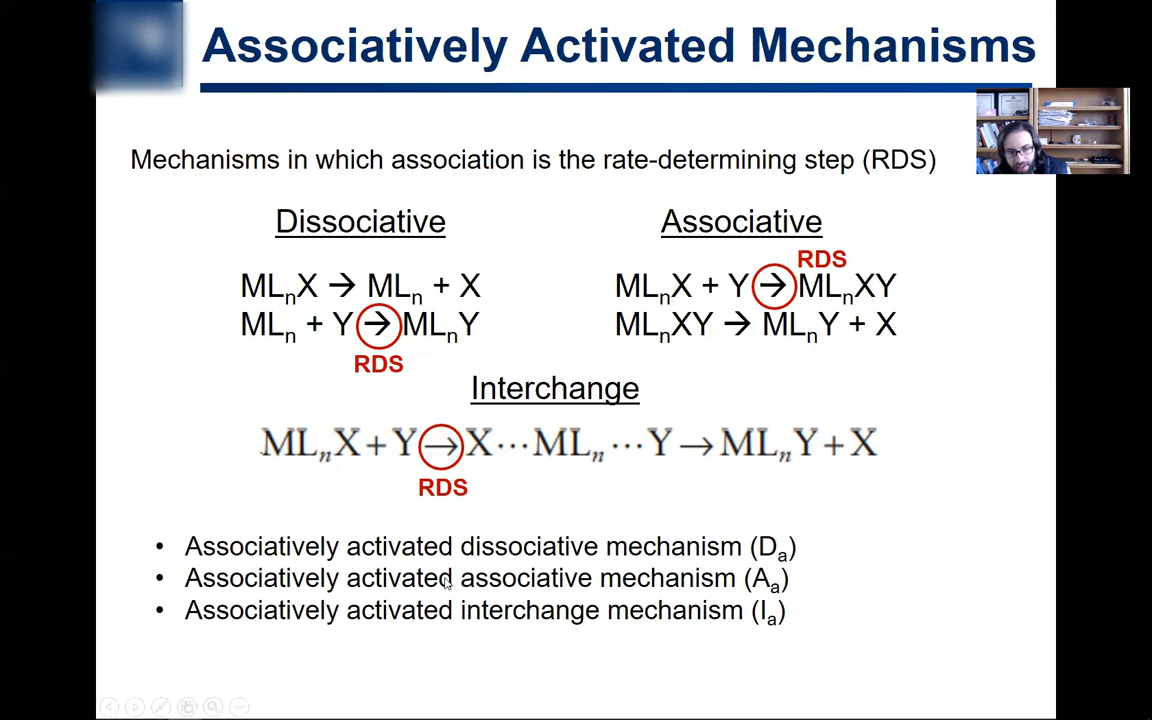 Associatively Activated Mechanisms
Mechanisms in which association is the rate-determining step (RDS)
Dissociative
MLₙX → MLₙ + X
MLₙ + Y → MLₙY
RDS
Associative
RDS
MLₙX + Y → MLₙXY
MLₙXY → MLₙY + X
Interchange
MLₙX + Y → X⋯MLₙ⋯Y → MLₙY + X
RDS
• Associatively activated dissociative mechanism (Dₐ)
• Associatively activated associative mechanism (Aₐ)
• Associatively activated interchange mechanism (Iₐ)